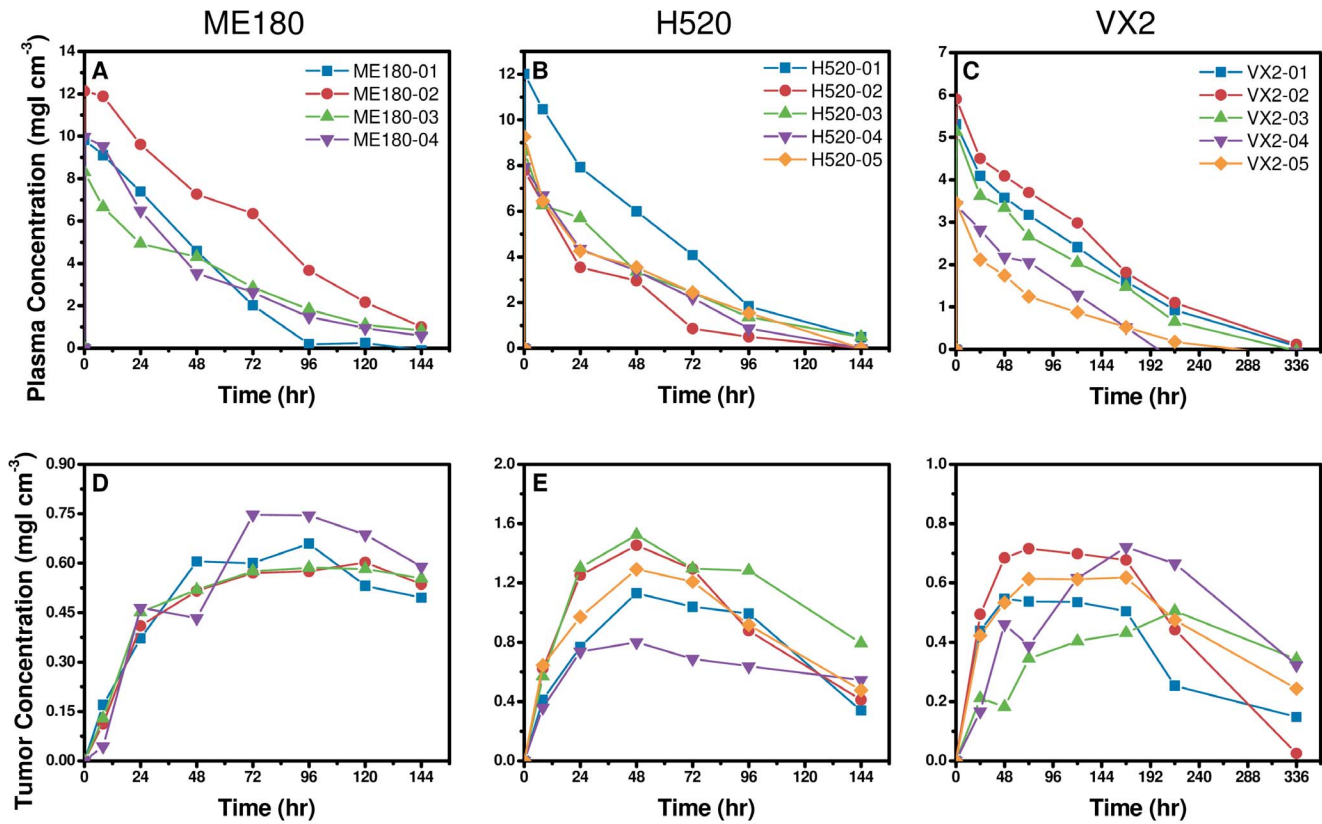 ME180
H520
VX2
Plasma Concentration (mgI cm-3)
A
ME180-01
ME180-02
ME180-03
ME180-04
14
12
10
8
6
4
2
0
0 24 48 72 96 120 144
Time (hr)
B
H520-01
H520-02
H520-03
H520-04
H520-05
12
10
8
6
4
2
0
0 24 48 72 96 120 144
Time (hr)
C
VX2-01
VX2-02
VX2-03
VX2-04
VX2-05
7
6
5
4
3
2
1
0
0 48 96 144 192 240 288 336
Time (hr)
Tumor Concentration (mgI cm-3)
D
0.90
0.75
0.60
0.45
0.30
0.15
0.00
0 24 48 72 96 120 144
Time (hr)
E
2.0
1.6
1.2
0.8
0.4
0.0
0 24 48 72 96 120 144
Time (hr)
1.0
0.8
0.6
0.4
0.2
0.0
0 48 96 144 192 240 288 336
Time (hr)